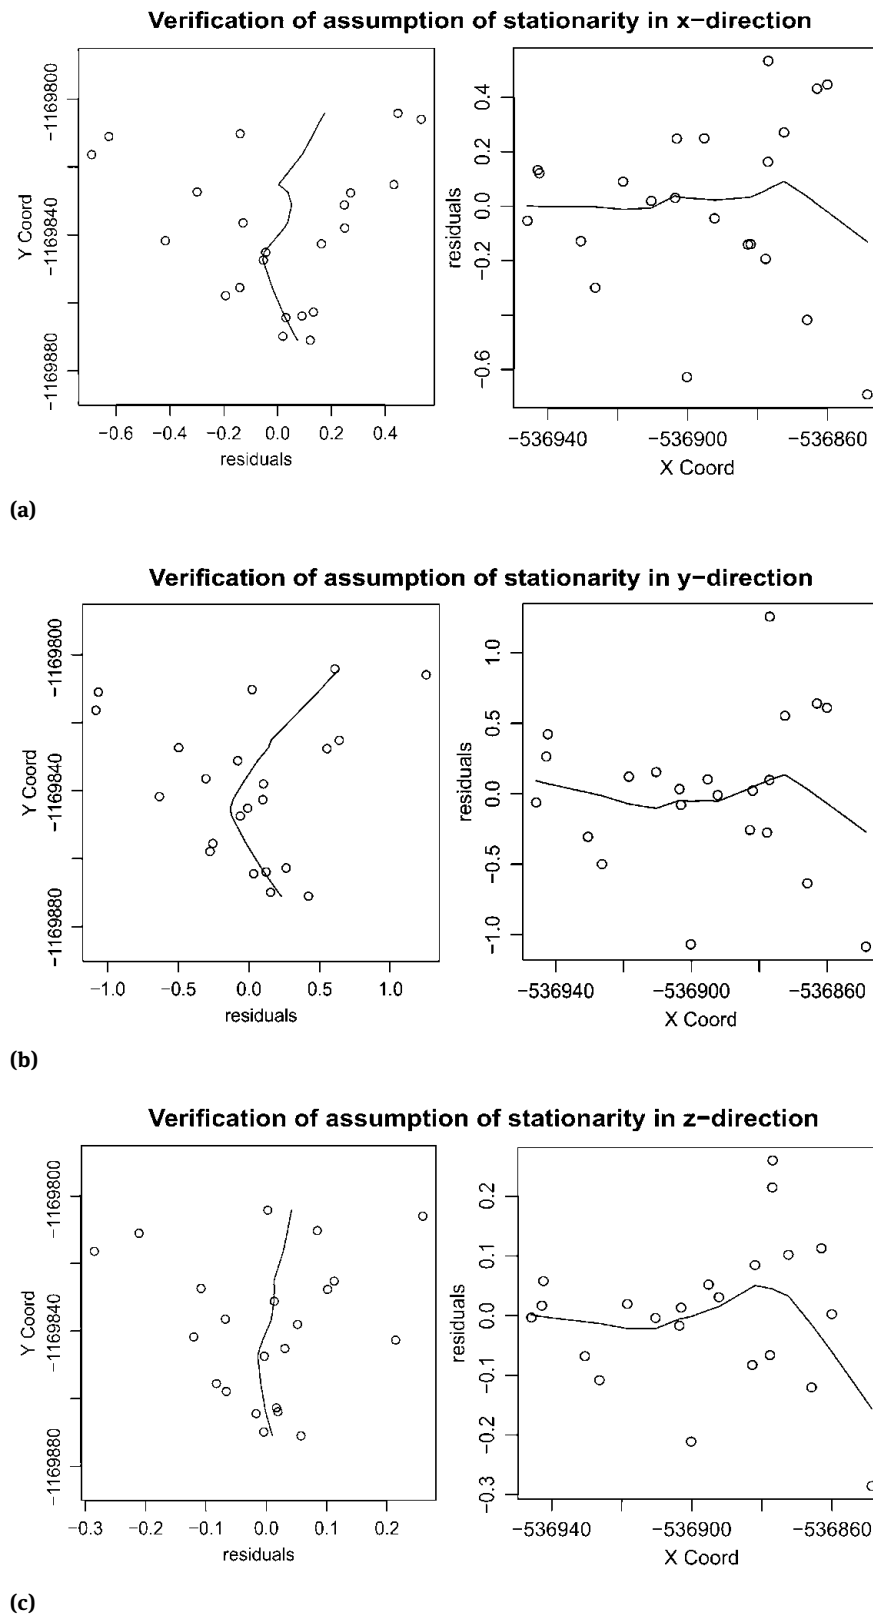 Verification of assumption of stationarity in x−direction
Y Coord
−1169800
−1169840
−1169880
−0.6
−0.4
−0.2
0.0
0.2
0.4
residuals
residuals
0.4
0.2
0.0
−0.2
−0.6
−536940
−536900
−536860
X Coord
(a)
Verification of assumption of stationarity in y−direction
Y Coord
−1169800
−1169840
−1169880
−1.0
−0.5
0.0
0.5
1.0
residuals
residuals
1.0
0.5
0.0
−0.5
−1.0
−536940
−536900
−536860
X Coord
(b)
Verification of assumption of stationarity in z−direction
Y Coord
−1169800
−1169840
−1169880
−0.3
−0.2
−0.1
0.0
0.1
0.2
residuals
residuals
0.2
0.1
0.0
−0.1
−0.2
−0.3
−536940
−536900
−536860
X Coord
(c)